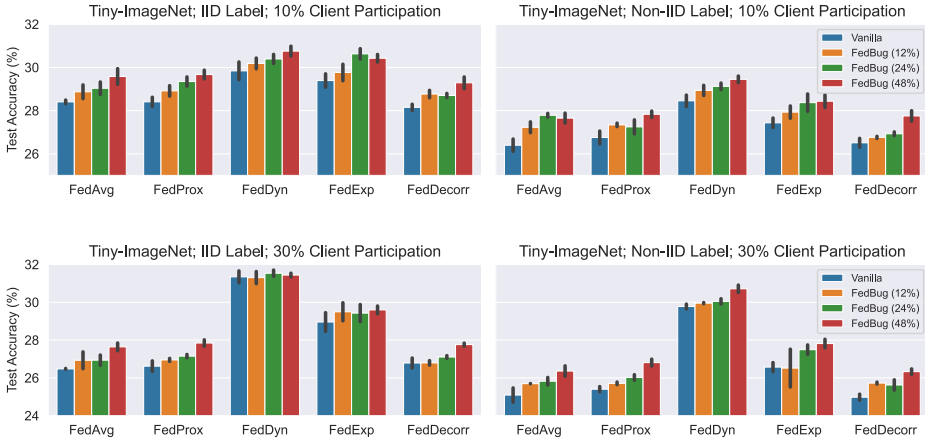 Tiny-ImageNet; IID Label; 10% Client Participation
Test Accuracy (%)
32
30
28
26
FedAvg FedProx FedDyn FedExp FedDecorr
Tiny-ImageNet; Non-IID Label; 10% Client Participation
Vanilla
FedBug (12%)
FedBug (24%)
FedBug (48%)
FedAvg FedProx FedDyn FedExp FedDecorr
Tiny-ImageNet; IID Label; 30% Client Participation
Test Accuracy (%)
32
30
28
26
24
FedAvg FedProx FedDyn FedExp FedDecorr
Tiny-ImageNet; Non-IID Label; 30% Client Participation
Vanilla
FedBug (12%)
FedBug (24%)
FedBug (48%)
FedAvg FedProx FedDyn FedExp FedDecorr